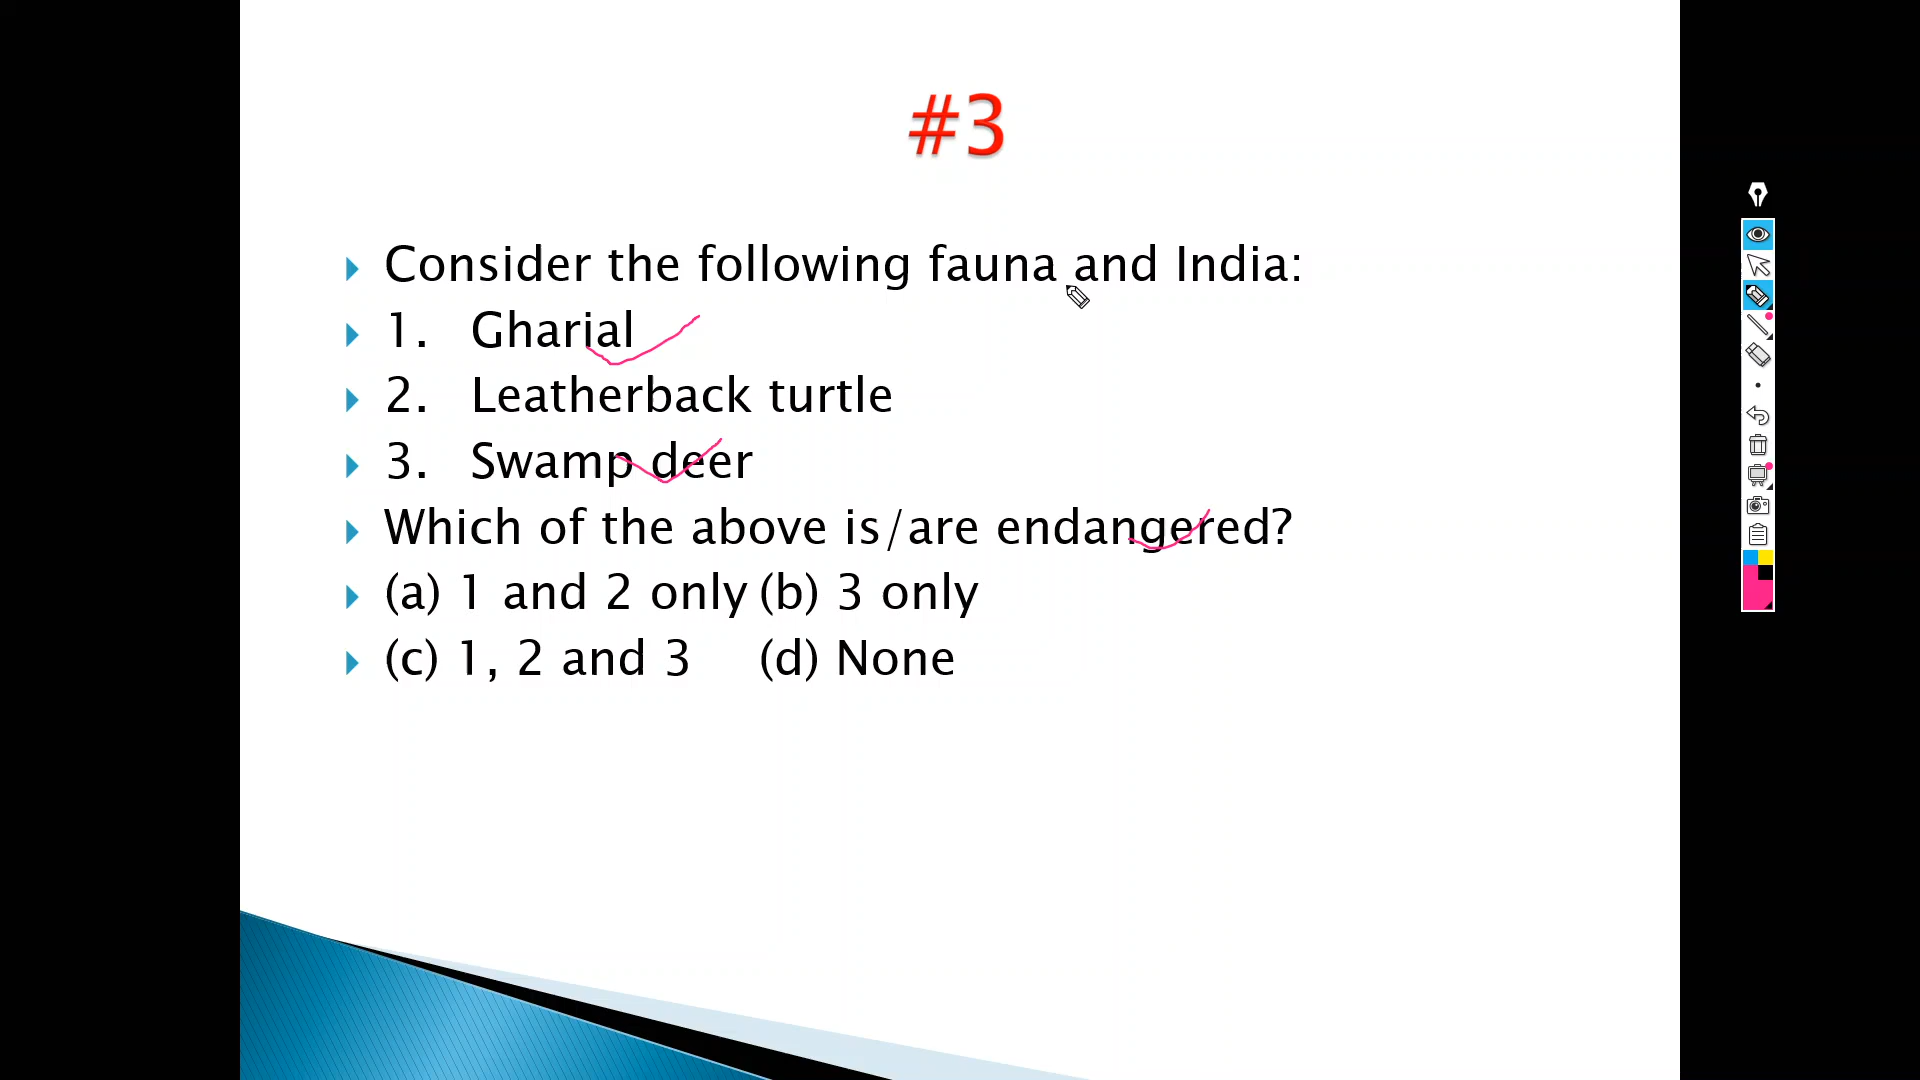 #3
Consider the following fauna and India:
1. Gharial
2. Leatherback turtle
3. Swamp deer
Which of the above is/are endangered?
(a) 1 and 2 only (b) 3 only
(c) 1, 2 and 3 (d) None